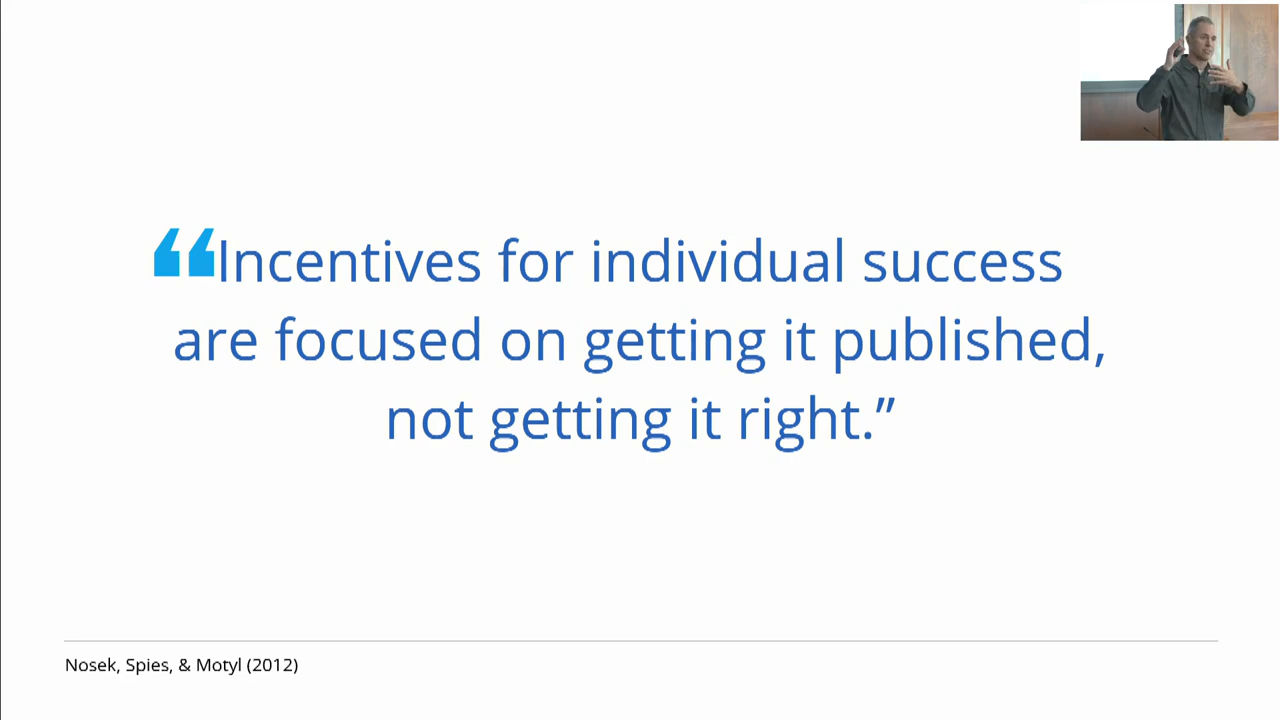 “Incentives for individual success
are focused on getting it published,
not getting it right.”
Nosek, Spies, & Motyl (2012)